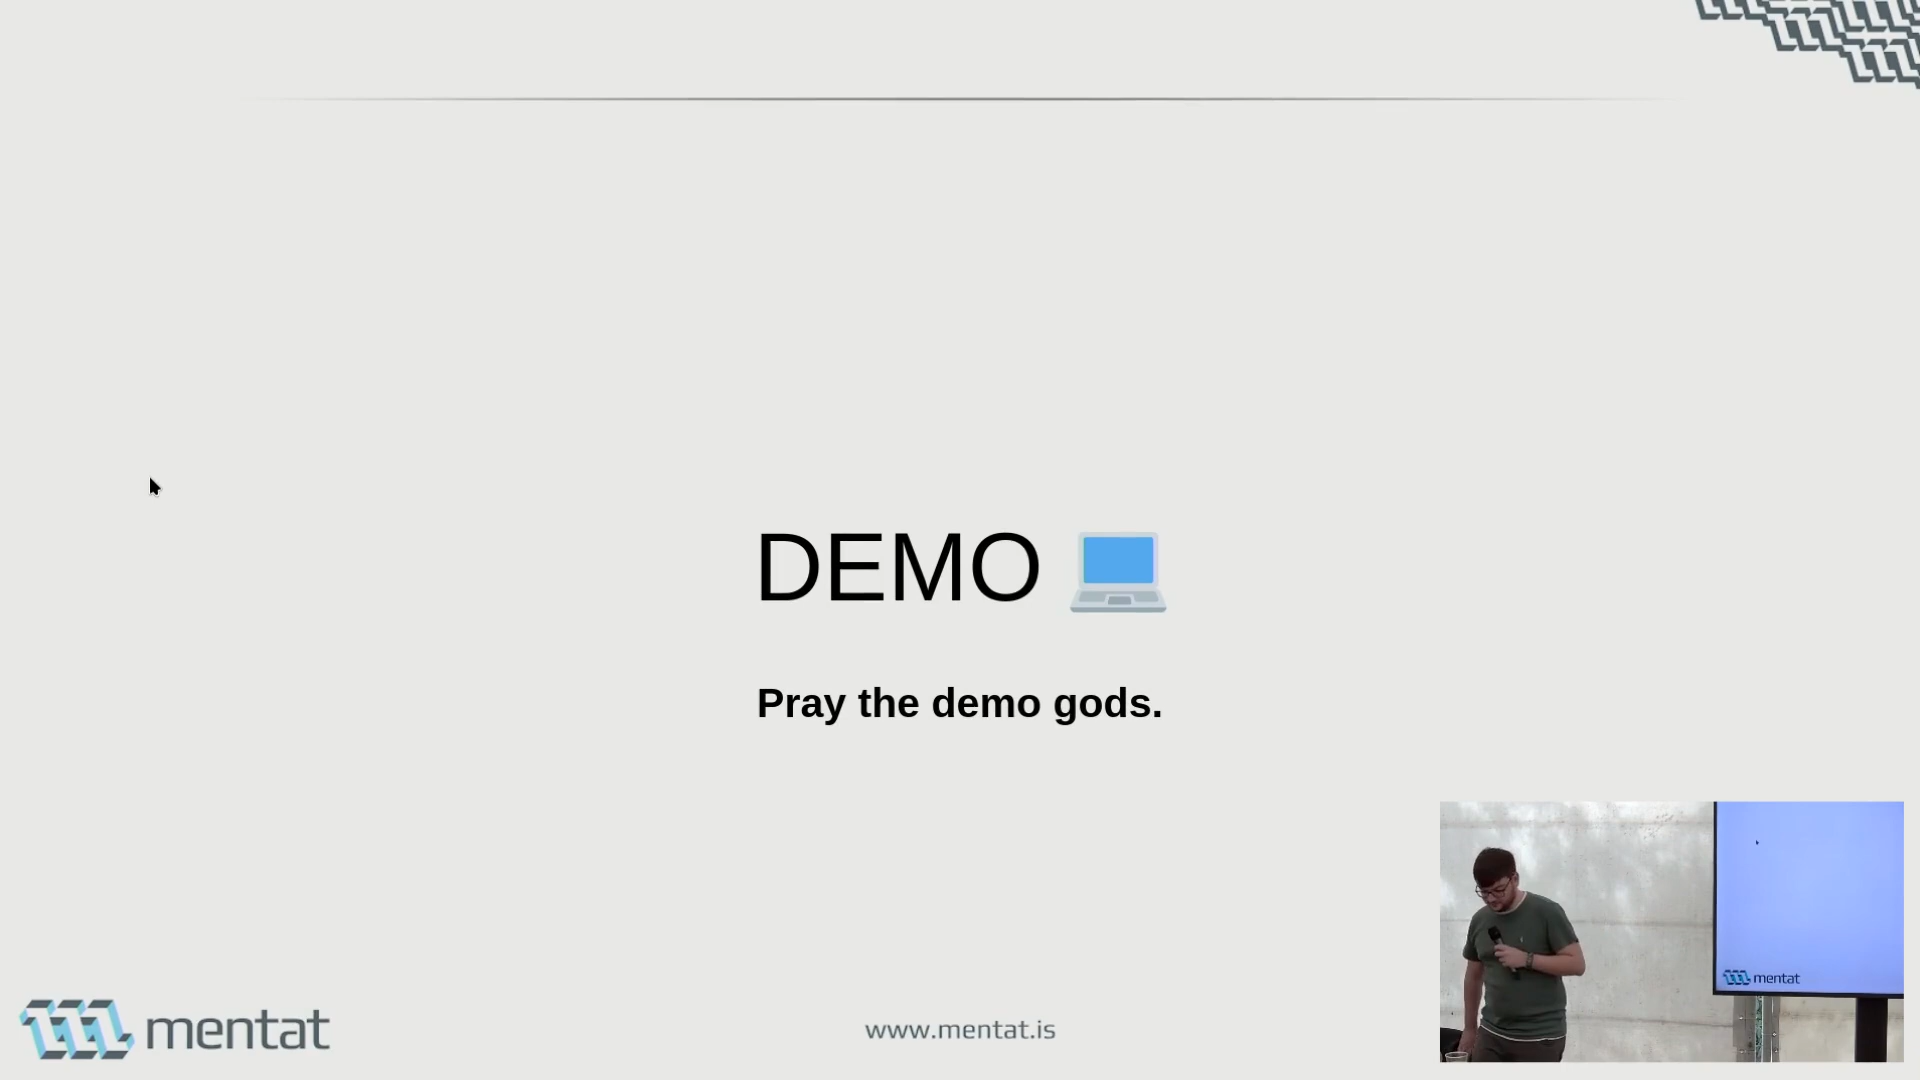 DEMO 💻
Pray the demo gods.
mentat
www.mentat.is
mentat